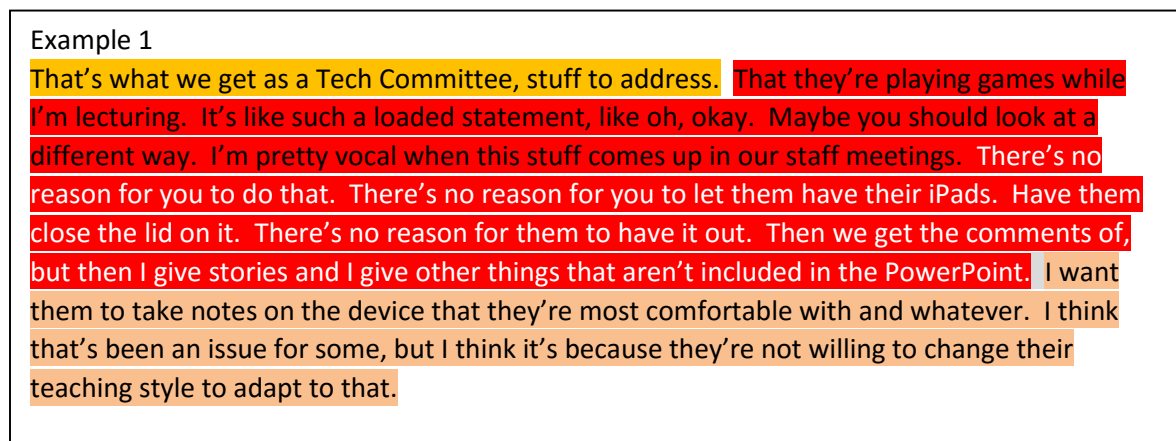 Example 1
That’s what we get as a Tech Committee, stuff to address.  That they’re playing games while
I’m lecturing.  It’s like such a loaded statement, like oh, okay.  Maybe you should look at a
different way.  I’m pretty vocal when this stuff comes up in our staff meetings.  There’s no
reason for you to do that.  There’s no reason for you to let them have their iPads.  Have them
close the lid on it.  There’s no reason for them to have it out.  Then we get the comments of,
but then I give stories and I give other things that aren’t included in the PowerPoint.  I want
them to take notes on the device that they’re most comfortable with and whatever.  I think
that’s been an issue for some, but I think it’s because they’re not willing to change their
teaching style to adapt to that.